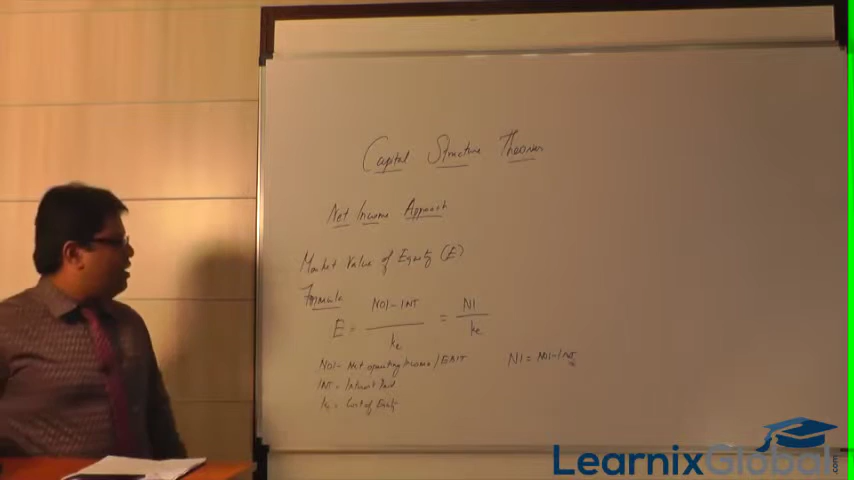 Capital Structure Theories
Net Income Approach
Market Value of Equity (E)
Formula
E = NOI - INT / ke = NI / ke
NOI - Net operating Income / EBIT
NI = NOI - INT
INT = Interest Paid
ke = Cost of Equity
LearnixGlobal.com